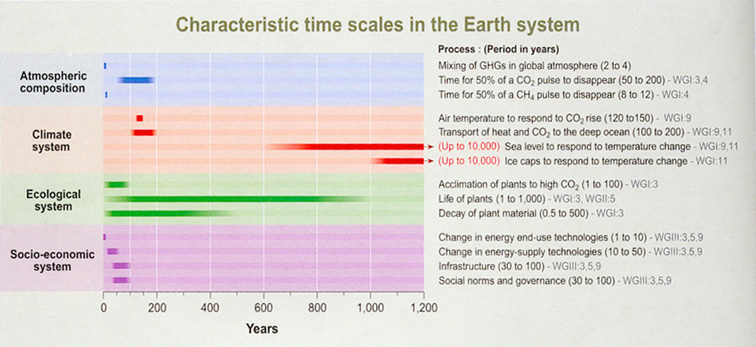 Characteristic time scales in the Earth system
Process : (Period in years)
Atmospheric
composition
Mixing of GHGs in global atmosphere (2 to 4)
Time for 50% of a CO₂ pulse to disappear (50 to 200) - WGI:3,4
Time for 50% of a CH₄ pulse to disappear (8 to 12) - WGI:4
Climate
system
Air temperature to respond to CO₂ rise (120 to150) - WGI:9
Transport of heat and CO₂ to the deep ocean (100 to 200) - WGI:9,11
(Up to 10,000) Sea level to respond to temperature change - WGI:9,11
(Up to 10,000) Ice caps to respond to temperature change - WGI:11
Ecological
system
Acclimation of plants to high CO₂ (1 to 100) - WGI:3
Life of plants (1 to 1,000) - WGI:3, WGII:5
Decay of plant material (0.5 to 500) - WGI:3
Socio-economic
system
Change in energy end-use technologies (1 to 10) - WGIII:3,5,9
Change in energy-supply technologies (10 to 50) - WGIII:3,5,9
Infrastructure (30 to 100) - WGIII:3,5,9
Social norms and governance (30 to 100) - WGIII:3,5,9
0 200 400 600 800 1,000 1,200
Years